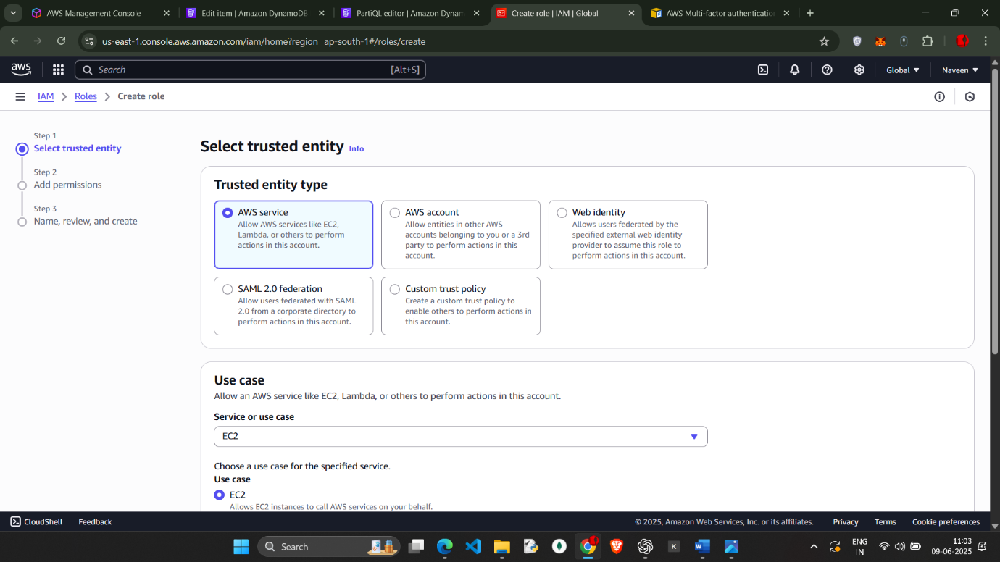 AWS Management Console
Edit item | Amazon DynamoDB
PartiQL editor | Amazon Dynam
Create role | IAM | Global
AWS Multi-factor authentication
us-east-1.console.aws.amazon.com/iam/home?region=ap-south-1#/roles/create
aws
Search
[Alt+S]
Global
Naveen
IAM
Roles
Create role
Step 1
Select trusted entity
Step 2
Add permissions
Step 3
Name, review, and create
Select trusted entity Info
Trusted entity type
AWS service
Allow AWS services like EC2,
Lambda, or others to perform
actions in this account.
AWS account
Allow entities in other AWS
accounts belonging to you or a 3rd
party to perform actions in this
account.
Web identity
Allows users federated by the
specified external web identity
provider to assume this role to
perform actions in this account.
SAML 2.0 federation
Allow users federated with SAML
2.0 from a corporate directory to
perform actions in this account.
Custom trust policy
Create a custom trust policy to
enable others to perform actions in
this account.
Use case
Allow an AWS service like EC2, Lambda, or others to perform actions in this account.
Service or use case
EC2
Choose a use case for the specified service.
Use case
EC2
Allows EC2 instances to call AWS services on your behalf.
CloudShell
Feedback
© 2025, Amazon Web Services, Inc. or its affiliates.
Privacy
Terms
Cookie preferences
Search
K
ENG
IN
11:03
09-06-2025